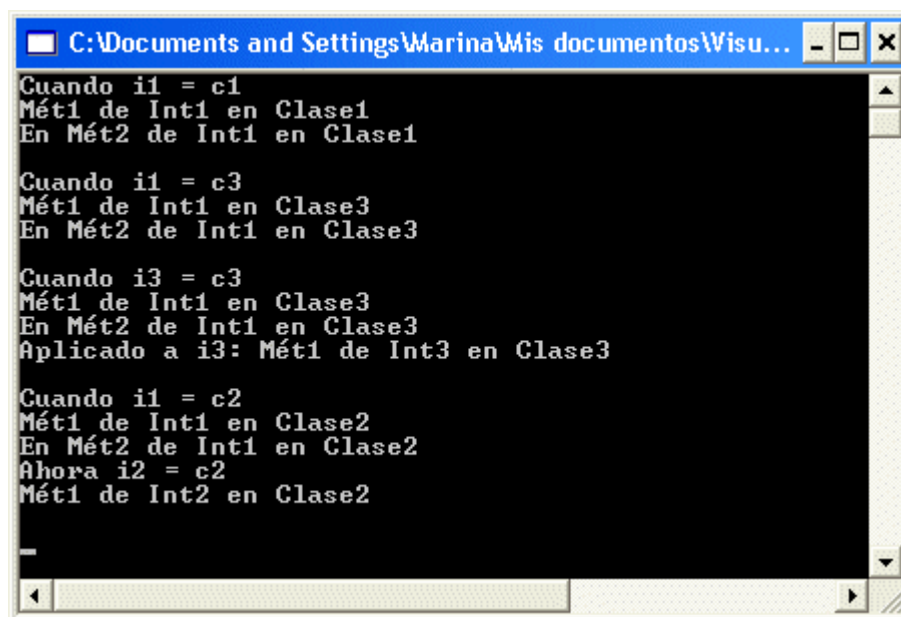 C:\Documents and Settings\Marina\Mis documentos\Visu...
Cuando i1 = c1
Mét1 de Int1 en Clase1
En Mét2 de Int1 en Clase1
Cuando i1 = c3
Mét1 de Int1 en Clase3
En Mét2 de Int1 en Clase3
Cuando i3 = c3
Mét1 de Int1 en Clase3
En Mét2 de Int1 en Clase3
Aplicado a i3: Mét1 de Int3 en Clase3
Cuando i1 = c2
Mét1 de Int1 en Clase2
En Mét2 de Int1 en Clase2
Ahora i2 = c2
Mét1 de Int2 en Clase2